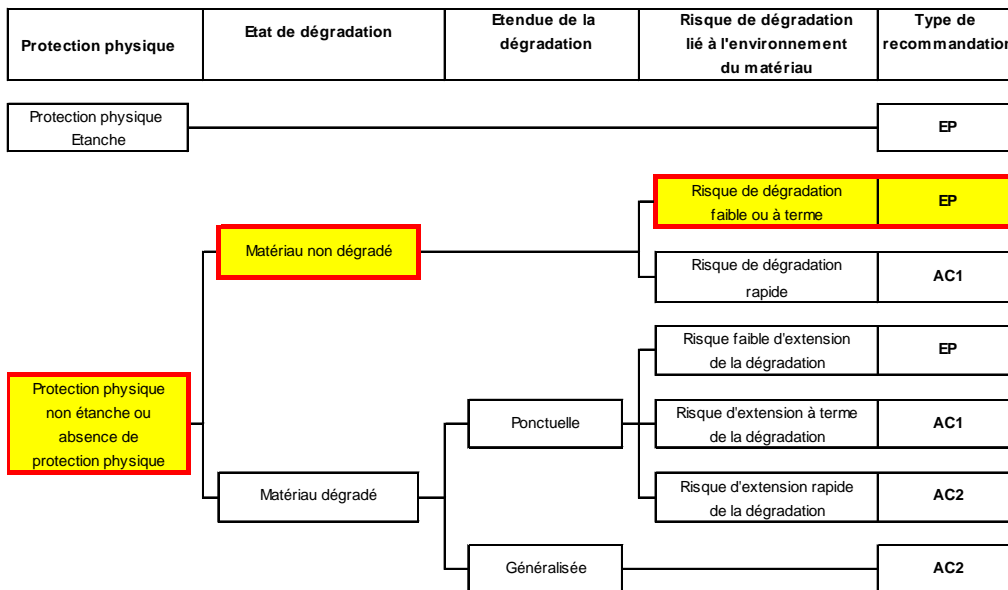 Protection physique
Etat de dégradation
Etendue de la
dégradation
Risque de dégradation
lié à l'environnement
du matériau
Type de
recommandation
Protection physique
Etanche
EP
Risque de dégradation
faible ou à terme
EP
Matériau non dégradé
Risque de dégradation
rapide
AC1
Risque faible d'extension
de la dégradation
EP
Protection physique
non étanche ou
absence de
protection physique
Ponctuelle
Risque d'extension à terme
de la dégradation
AC1
Matériau dégradé
Risque d'extension rapide
de la dégradation
AC2
Généralisée
AC2